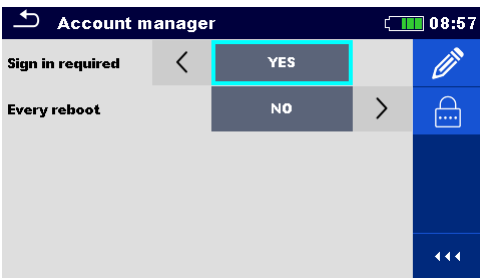 Account manager 08:57
Sign in required YES
Every reboot NO